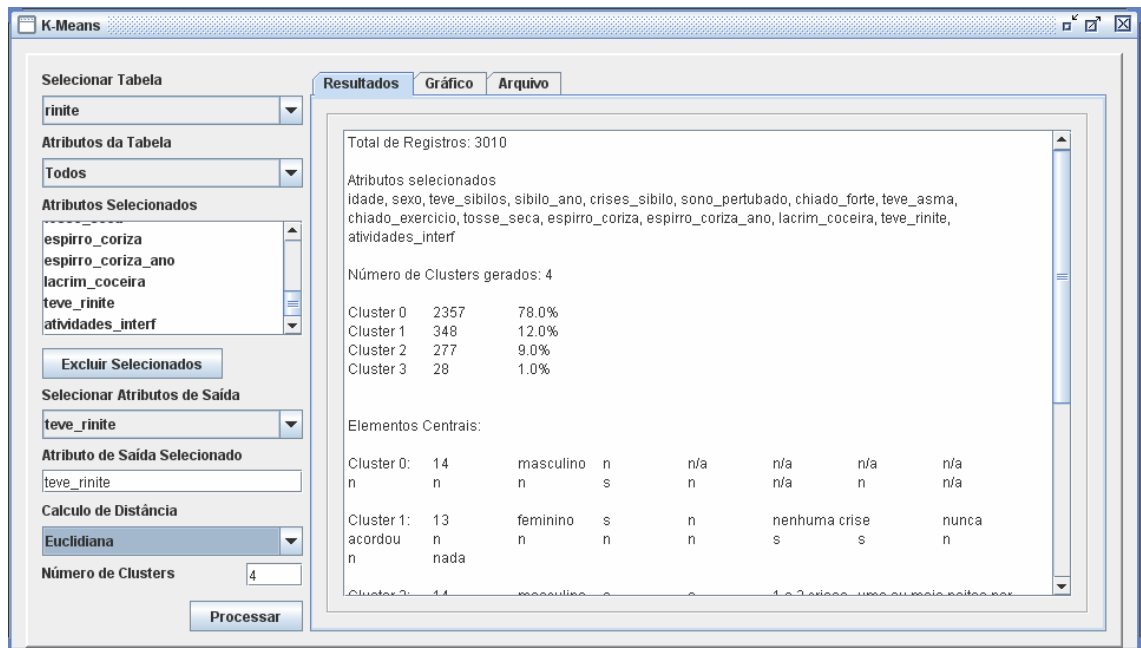 K-Means
Selecionar Tabela
rinite
Atributos da Tabela
Todos
Atributos Selecionados
espirro_coriza
espirro_coriza_ano
lacrim_coceira
teve_rinite
atividades_interf
Excluir Selecionados
Selecionar Atributos de Saída
teve_rinite
Atributo de Saída Selecionado
teve_rinite
Calculo de Distância
Euclidiana
Número de Clusters 4
Processar
Resultados Gráfico Arquivo
Total de Registros: 3010
Atributos selecionados
idade, sexo, teve_sibilos, sibilo_ano, crises_sibilo, sono_pertubado, chiado_forte, teve_asma,
chiado_exercicio, tosse_seca, espirro_coriza, espirro_coriza_ano, lacrim_coceira, teve_rinite,
atividades_interf
Número de Clusters gerados: 4
Cluster 0 2357 78.0%
Cluster 1 348 12.0%
Cluster 2 277 9.0%
Cluster 3 28 1.0%
Elementos Centrais:
Cluster 0: 14 masculino n n/a n/a n/a n/a
n n n s n n/a n n/a
Cluster 1: 13 feminino s n nenhuma crise nunca
acordou n n n n s s n
n nada
Cluster 2: 14 masculino s